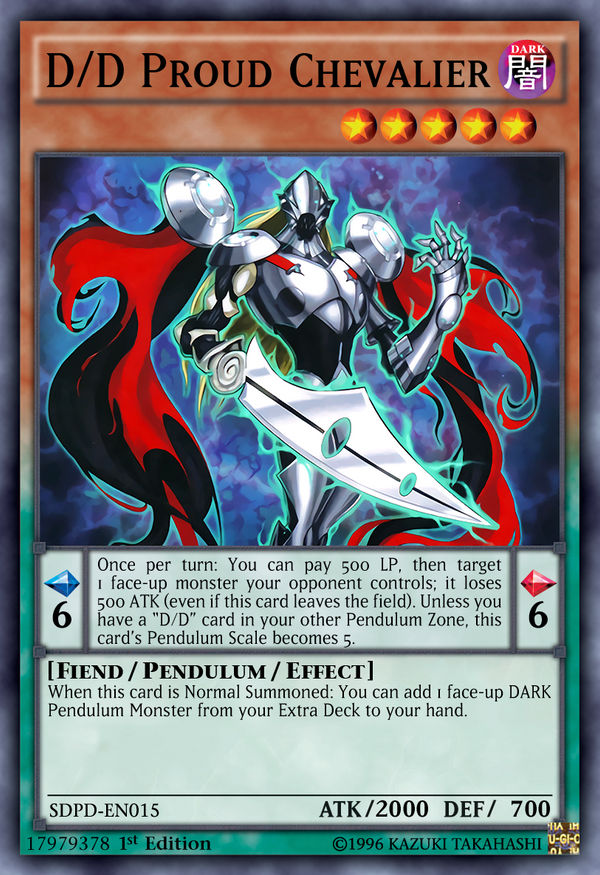 D/D Proud Chevalier
DARK
闇
Once per turn: You can pay 500 LP, then target
1 face-up monster your opponent controls; it loses
500 ATK (even if this card leaves the field). Unless you
have a "D/D" card in your other Pendulum Zone, this
card's Pendulum Scale becomes 5.
6
6
[Fiend / Pendulum / Effect]
When this card is Normal Summoned: You can add 1 face-up DARK
Pendulum Monster from your Extra Deck to your hand.
SDPD-EN015
ATK/2000 DEF/ 700
17979378 1st Edition
©1996 KAZUKI TAKAHASHI